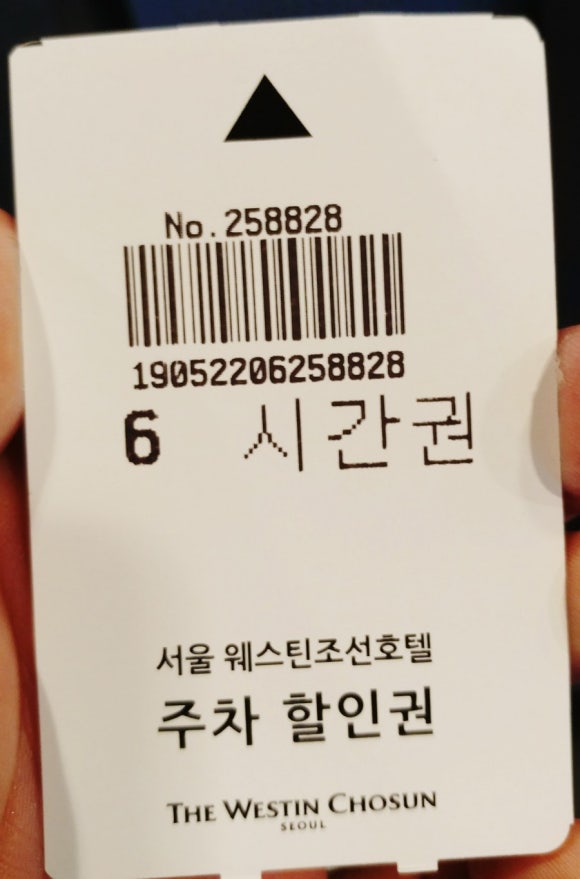 No.258828
19052206258828
6 시간권
서울 웨스틴조선호텔
주차 할인권
THE WESTIN CHOSUN
SEOUL